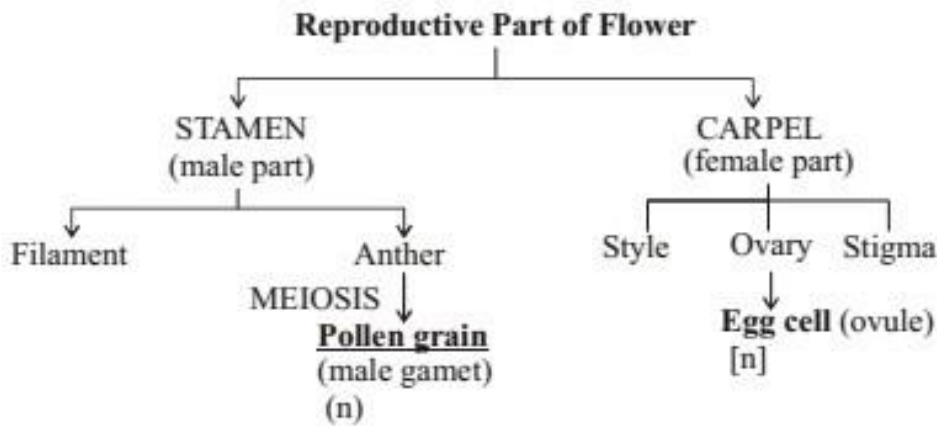 Reproductive Part of Flower
STAMEN CARPEL
(male part) (female part)
Filament Anther Style Ovary Stigma
MEIOSIS
Pollen grain Egg cell (ovule)
(male gamet) [n]
(n)